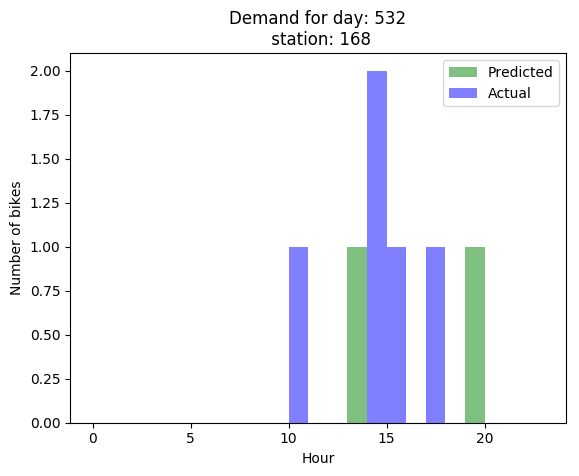 Demand for day: 532
station: 168
Predicted
Actual
Number of bikes
2.00
1.75
1.50
1.25
1.00
0.75
0.50
0.25
0.00
0 5 10 15 20
Hour